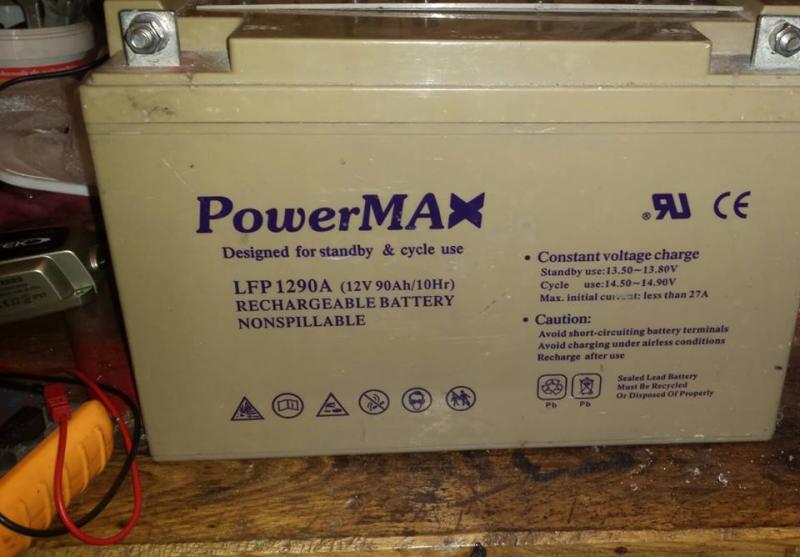 PowerMAX
Designed for standby & cycle use
LFP 1290A (12V 90Ah/10Hr)
RECHARGEABLE BATTERY
NONSPILLABLE
® RU CE
• Constant voltage charge
Standby use:13.50~13.80V
Cycle use:14.50~14.90V
Max. initial current: less than 27A
• Caution:
Avoid short-circuiting battery terminals
Avoid charging under airless conditions
Recharge after use
Pb Pb
Sealed Lead Battery
Must Be Recycled
Or Disposed Of Properly